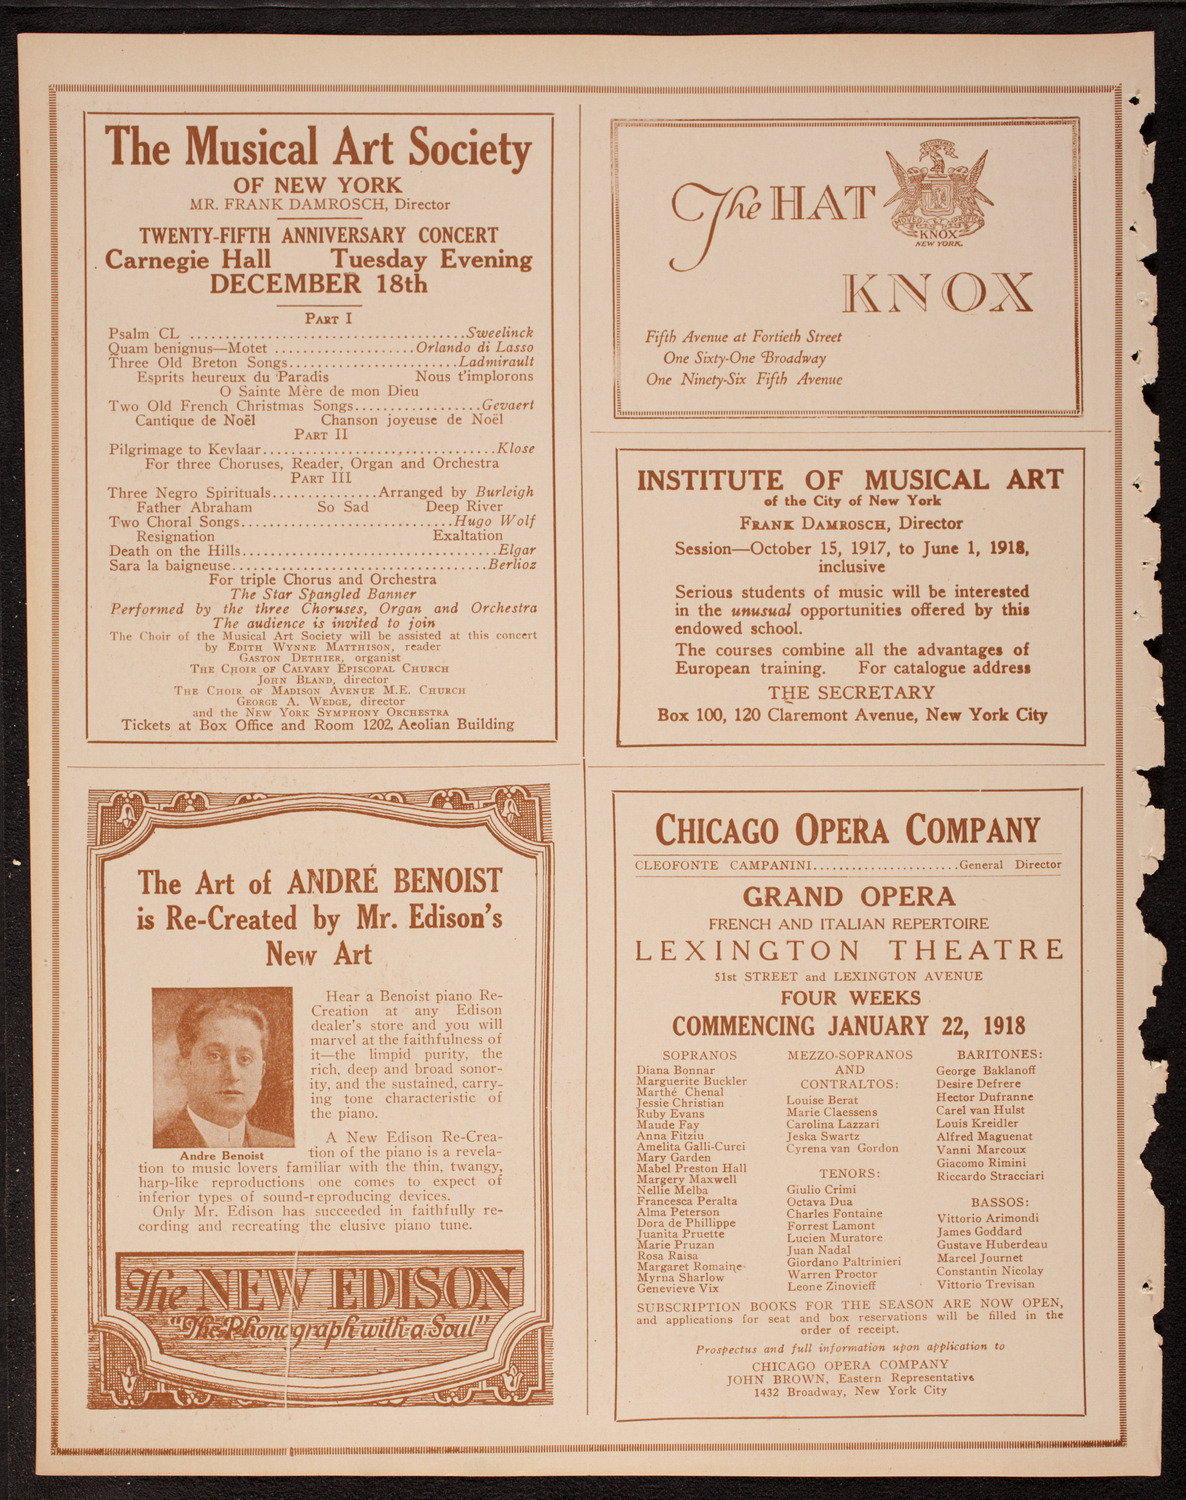 The Musical Art Society
OF NEW YORK
MR. FRANK DAMROSCH, Director
TWENTY-FIFTH ANNIVERSARY CONCERT
Carnegie Hall Tuesday Evening
DECEMBER 18th
PART I
Psalm CL ..................................Sweelinck
Quam benignus—Motet .................Orlando di Lasso
Three Old Breton Songs.......................Ladmirault
Esprits heureux du Paradis Nous t'implorons
O Sainte Mère de mon Dieu
Two Old French Christmas Songs.................Gevaert
Cantique de Noël Chanson joyeuse de Noël
PART II
Pilgrimage to Kevlaar................................Klose
For three Choruses, Reader, Organ and Orchestra
PART III
Three Negro Spirituals..............Arranged by Burleigh
Father Abraham So Sad Deep River
Two Choral Songs.............................Hugo Wolf
Resignation Exaltation
Death on the Hills..................................Elgar
Sara la baigneuse..................................Berlioz
For triple Chorus and Orchestra
The Star Spangled Banner
Performed by the three Choruses, Organ and Orchestra
The audience is invited to join
The Choir of the Musical Art Society will be assisted at this concert
by EDITH WYNNE MATTHISON, reader
GASTON DETHIER, organist
THE CHOIR OF CALVARY EPISCOPAL CHURCH
JOHN BLAND, director
THE CHOIR OF MADISON AVENUE M.E. CHURCH
GEORGE A. WEDGE, director
and the NEW YORK SYMPHONY ORCHESTRA
Tickets at Box Office and Room 1202, Aeolian Building
The HAT
KNOX
NEW YORK.
KNOX
Fifth Avenue at Fortieth Street
One Sixty-One Broadway
One Ninety-Six Fifth Avenue
INSTITUTE OF MUSICAL ART
of the City of New York
FRANK DAMROSCH, Director
Session—October 15, 1917, to June 1, 1918,
inclusive
Serious students of music will be interested
in the unusual opportunities offered by this
endowed school.
The courses combine all the advantages of
European training. For catalogue address
THE SECRETARY
Box 100, 120 Claremont Avenue, New York City
The Art of ANDRÉ BENOIST
is Re-Created by Mr. Edison's
New Art
Hear a Benoist piano Re-
Creation at any Edison
dealer's store and you will
marvel at the faithfulness of
it—the limpid purity, the
rich, deep and broad sonor-
ity, and the sustained, carry-
ing tone characteristic of
the piano.
Andre Benoist
A New Edison Re-Crea-
tion of the piano is a revela-
tion to music lovers familiar with the thin, twangy,
harp-like reproductions one comes to expect of
inferior types of sound-reproducing devices.
Only Mr. Edison has succeeded in faithfully re-
cording and recreating the elusive piano tune.
The NEW EDISON
"The Phonograph with a Soul"
CHICAGO OPERA COMPANY
CLEOFONTE CAMPANINI.......................General Director
GRAND OPERA
FRENCH AND ITALIAN REPERTOIRE
LEXINGTON THEATRE
51st STREET and LEXINGTON AVENUE
FOUR WEEKS
COMMENCING JANUARY 22, 1918
SOPRANOS
Diana Bonnar
Marguerite Buckler
Marthé Chenal
Jessie Christian
Ruby Evans
Maude Fay
Anna Fitziu
Amelita Galli-Curci
Mary Garden
Mabel Preston Hall
Margery Maxwell
Nellie Melba
Francesca Peralta
Alma Peterson
Dora de Phillippe
Juanita Pruette
Marie Pruzan
Rosa Raisa
Margaret Romaine
Myrna Sharlow
Genevieve Vix
MEZZO-SOPRANOS
AND
CONTRALTOS:
Louise Berat
Marie Claessens
Carolina Lazzari
Jeska Swartz
Cyrena van Gordon
TENORS:
Giulio Crimi
Octava Dua
Charles Fontaine
Forrest Lamont
Lucien Muratore
Juan Nadal
Giordano Paltrinieri
Warren Proctor
Leone Zinovieff
BARITONES:
George Baklanoff
Desire Defrere
Hector Dufranne
Carel van Hulst
Louis Kreidler
Alfred Maguenat
Vanni Marcoux
Giacomo Rimini
Riccardo Stracciari
BASSOS:
Vittorio Arimondi
James Goddard
Gustave Huberdeau
Marcel Journet
Constantin Nicolay
Vittorio Trevisan
SUBSCRIPTION BOOKS FOR THE SEASON ARE NOW OPEN,
and applications for seat and box reservations will be filled in the
order of receipt.
Prospectus and full information upon application to
CHICAGO OPERA COMPANY
JOHN BROWN, Eastern Representative
1432 Broadway, New York City